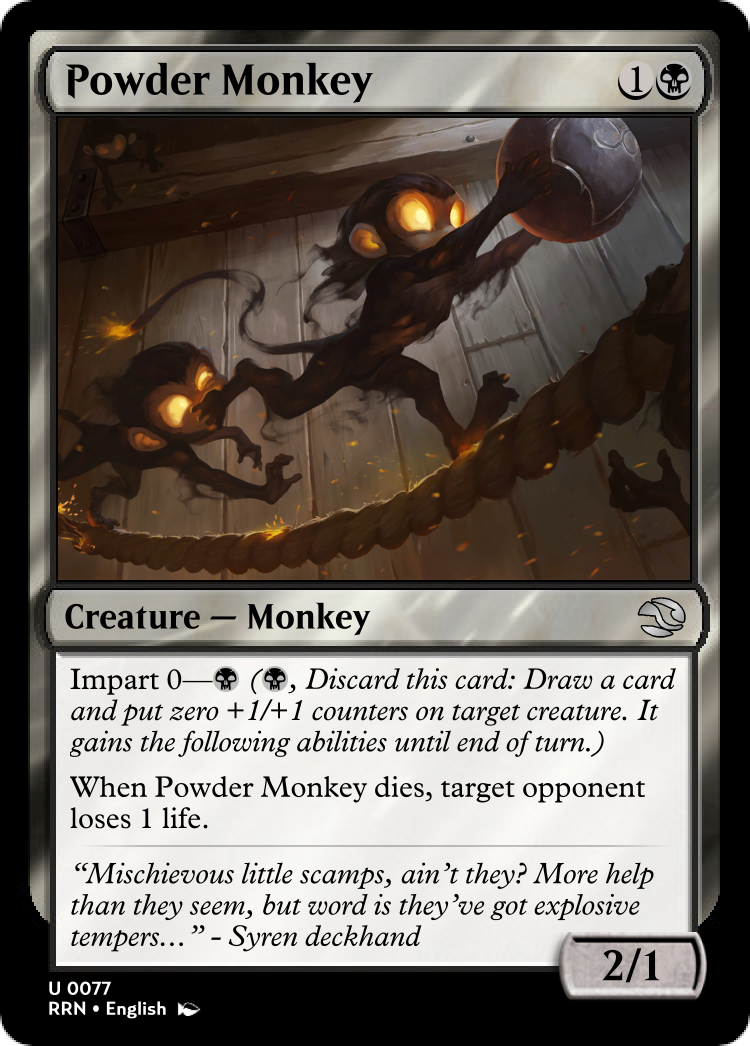 Powder Monkey 1
Creature — Monkey
Impart 0— ( , Discard this card: Draw a card
and put zero +1/+1 counters on target creature. It
gains the following abilities until end of turn.)
When Powder Monkey dies, target opponent
loses 1 life.
“Mischievous little scamps, ain’t they? More help
than they seem, but word is they’ve got explosive
tempers…” - Syren deckhand
2/1
U 0077
RRN • English